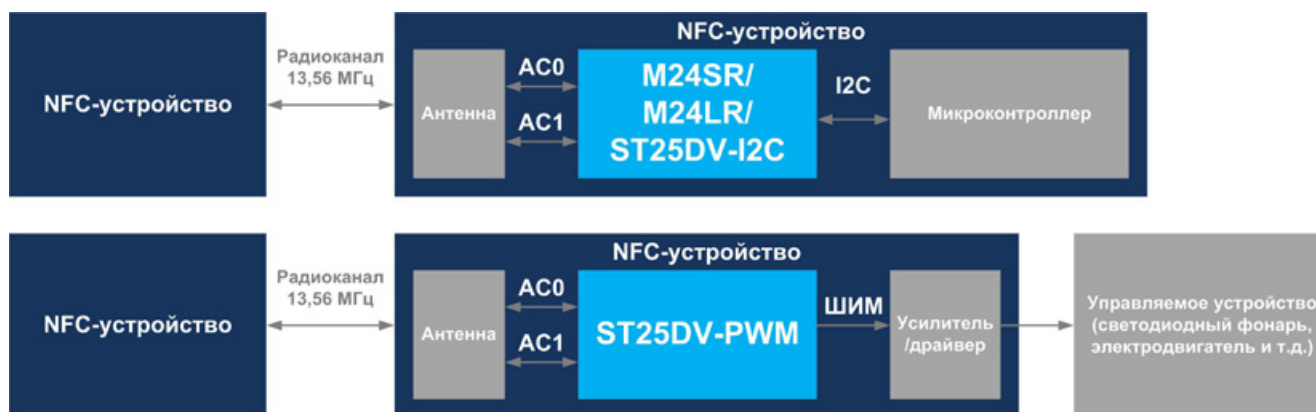 NFC-устройство
Радиоканал
13,56 МГц
NFC-устройство
Антенна
AC0
AC1
M24SR/
M24LR/
ST25DV-I2C
I2C
Микроконтроллер
NFC-устройство
Радиоканал
13,56 МГц
NFC-устройство
Антенна
AC0
AC1
ST25DV-PWM
ШИМ
Усилитель
/драйвер
Управляемое устройство
(светодиодный фонарь,
электродвигатель и т.д.)